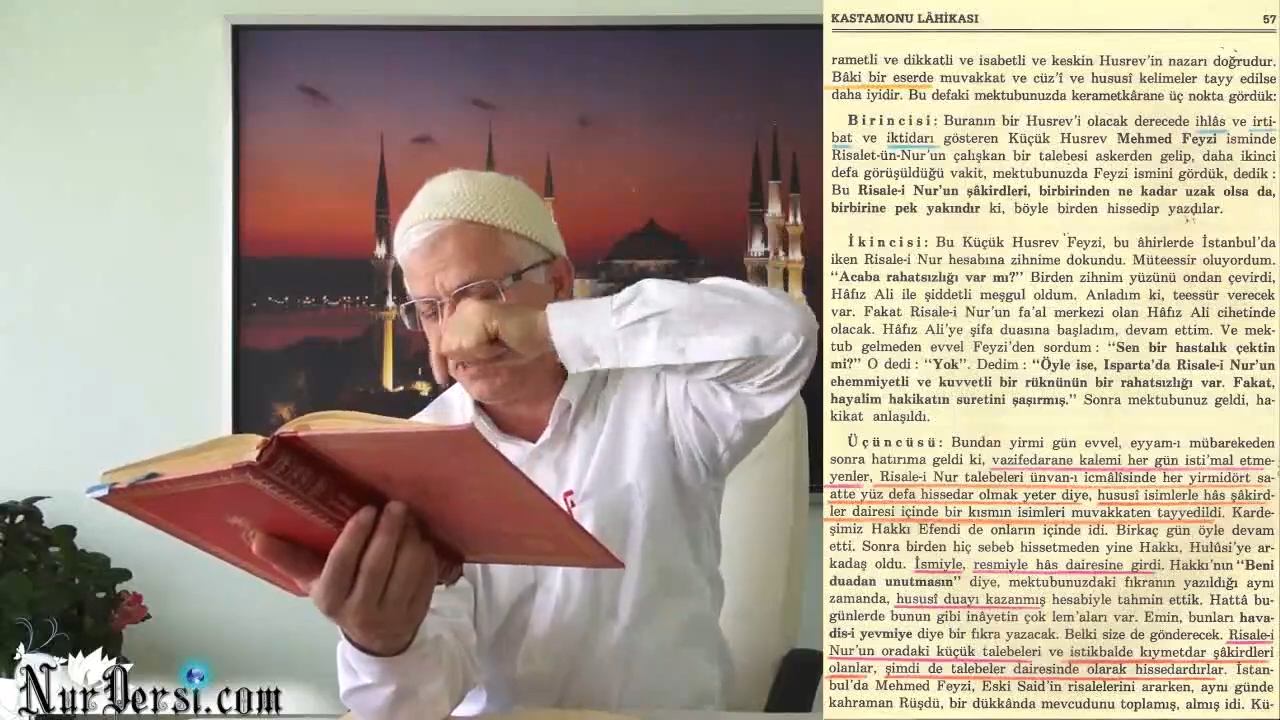 KASTAMONU LÂHİKASI 57
rametli ve dikkatli ve isabetli ve keskin Husrev'in nazarı doğrudur.
Bâki bir eserde muvakkat ve cüz'î ve hususî kelimeler tayy edilse
daha iyidir. Bu defaki mektubunuzda kerametkârane üç nokta gördük:
Birincisi: Buranın bir Husrev'i olacak derecede ihlâs ve irti-
bat ve iktidarı gösteren Küçük Husrev Mehmed Feyzi isminde
Risalet-ün-Nur'un çalışkan bir talebesi askerden gelip, daha ikinci
defa görüşüldüğü vakit, mektubunuzda Feyzi ismini gördük, dedik:
Bu Risale-i Nur'un şâkirdleri, birbirinden ne kadar uzak olsa da,
birbirine pek yakındır ki, böyle birden hissedip yazdılar.
İkincisi: Bu Küçük Husrev Feyzi, bu âhirlerde İstanbul'da
iken Risale-i Nur hesabına zihnime dokundu. Müteessir oluyordum.
"Acaba rahatsızlığı var mı?" Birden zihnim yüzünü ondan çevirdi,
Hâfız Ali ile şiddetli meşgul oldum. Anladım ki, teessür verecek
var. Fakat Risale-i Nur'un fa'al merkezi olan Hâfız Ali cihetinde
olacak. Hâfız Ali'ye şifa duasına başladım, devam ettim. Ve mek-
tub gelmeden evvel Feyzi'den sordum: "Sen bir hastalık çektin
mi?" O dedi: "Yok". Dedim: "Öyle ise, Isparta'da Risale-i Nur'un
ehemmiyetli ve kuvvetli bir rüknünün bir rahatsızlığı var. Fakat,
hayalim hakikatın suretini şaşırmış." Sonra mektubunuz geldi, ha-
kikat anlaşıldı.
Üçüncüsü: Bundan yirmi gün evvel, eyyam-ı mübarekeden
sonra hatırıma geldi ki, vazifedarane kalemi her gün isti'mal etme-
yenler, Risale-i Nur talebeleri ünvan-ı icmâlîsinde her yirmidört sa-
atte yüz defa hissedar olmak yeter diye, hususî isimlerle hâs şâkird-
ler dairesi içinde bir kısmın isimleri muvakkaten tayyedildi. Karde-
şimiz Hakkı Efendi de onların içinde idi. Birkaç gün öyle devam
etti. Sonra birden hiç sebeb hissetmeden yine Hakkı, Hulûsi'ye ar-
kadaş oldu. İsmiyle, resmiyle hâs dairesine girdi. Hakkı'nın "Beni
duadan unutmasın" diye, mektubunuzdaki fıkranın yazıldığı aynı
zamanda, hususî duayı kazanmış hesabiyle tahmin ettik. Hattâ bu-
günlerde bunun gibi inâyetin çok lem'aları var. Emin, bunları hava-
dis-i yevmiye diye bir fıkra yazacak. Belki size de gönderecek. Risale-i
Nur'un oradaki küçük talebeleri ve istikbalde kıymetdar şâkirdleri
olanlar, şimdi de talebeler dairesinde olarak hissedardırlar. İstan-
bul'da Mehmed Feyzi, Eski Said'in risalelerini ararken, aynı günde
kahraman Rüşdü, bir dükkânda mevcudunu toplamış, almış idi. Kü-
NurDersi.com